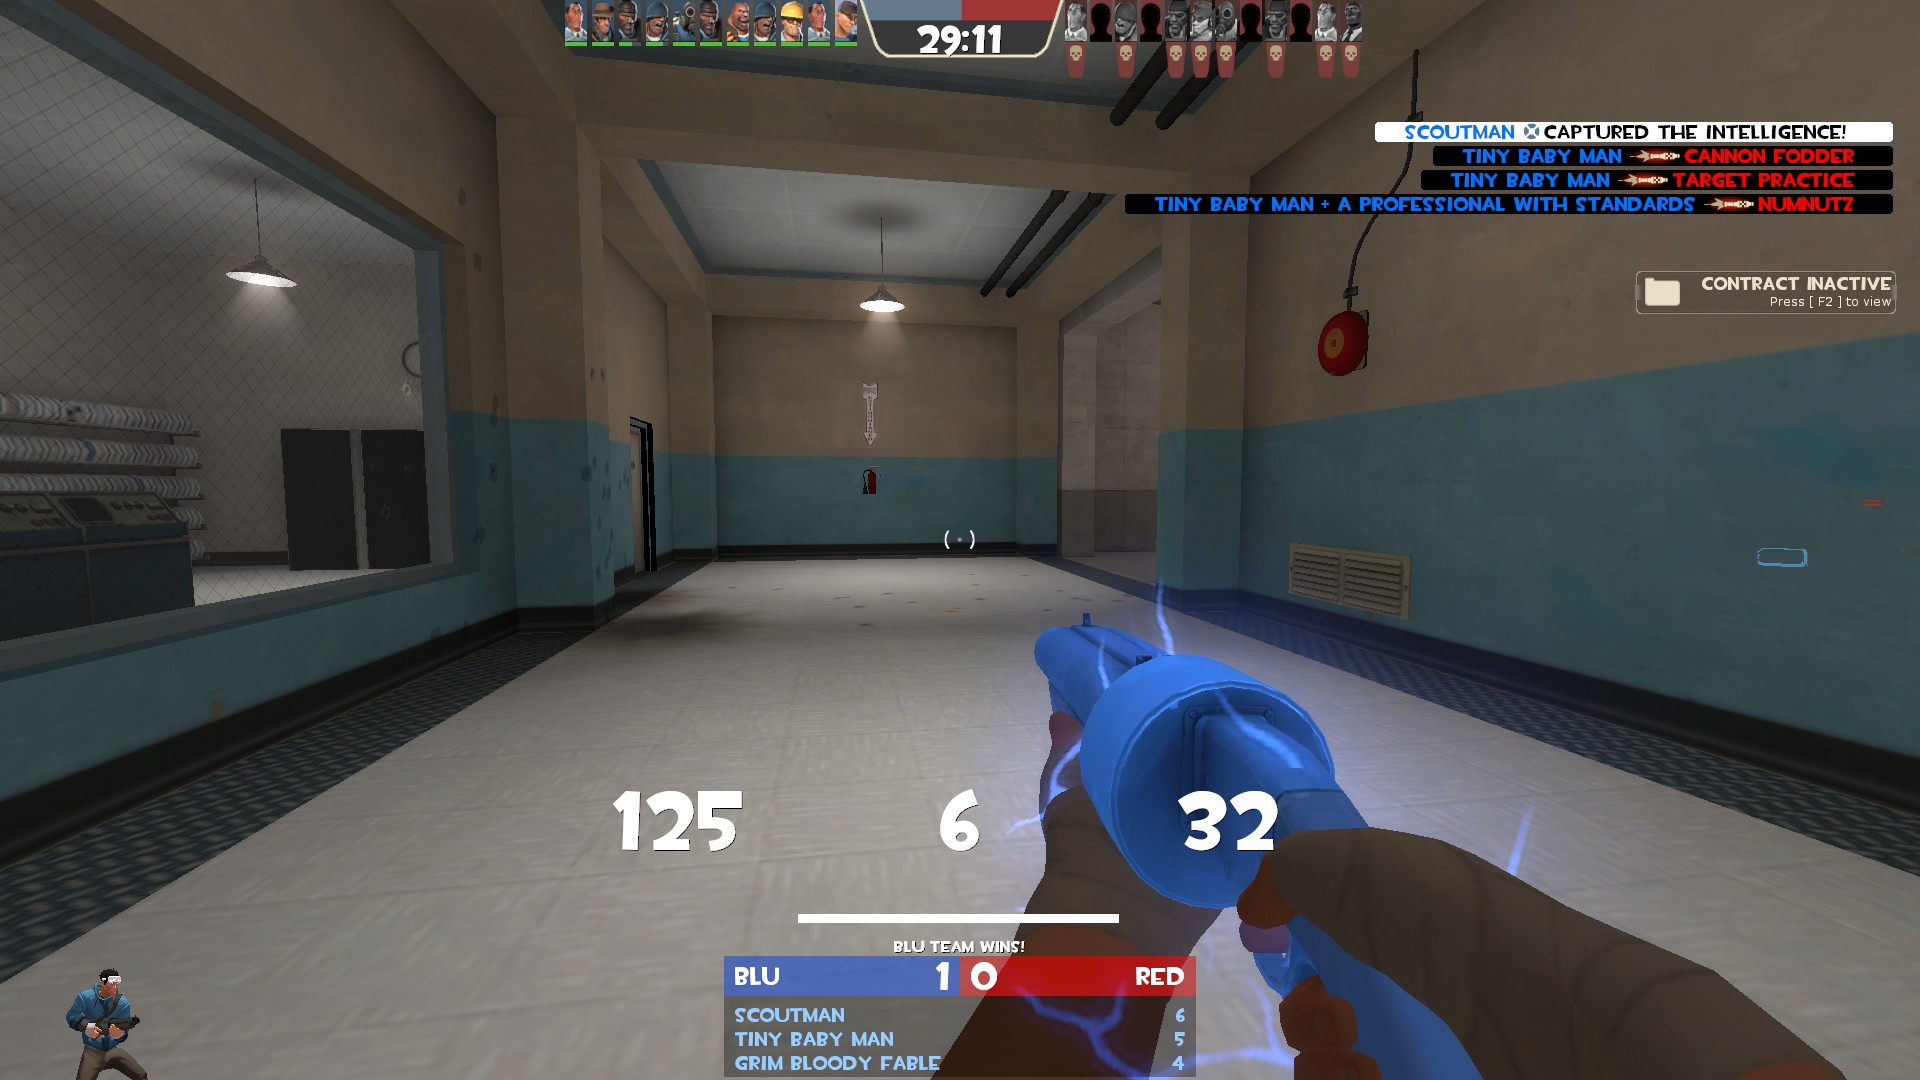 29:11
SCOUTMAN CAPTURED THE INTELLIGENCE!
TINY BABY MAN CANNON FODDER
TINY BABY MAN TARGET PRACTICE
TINY BABY MAN + A PROFESSIONAL WITH STANDARDS NUMNUTZ
CONTRACT INACTIVE
Press [ F2 ] to view
125 6 32
BLU TEAM WINS!
BLU 1 0 RED
SCOUTMAN 6
TINY BABY MAN 5
GRIM BLOODY FABLE 4